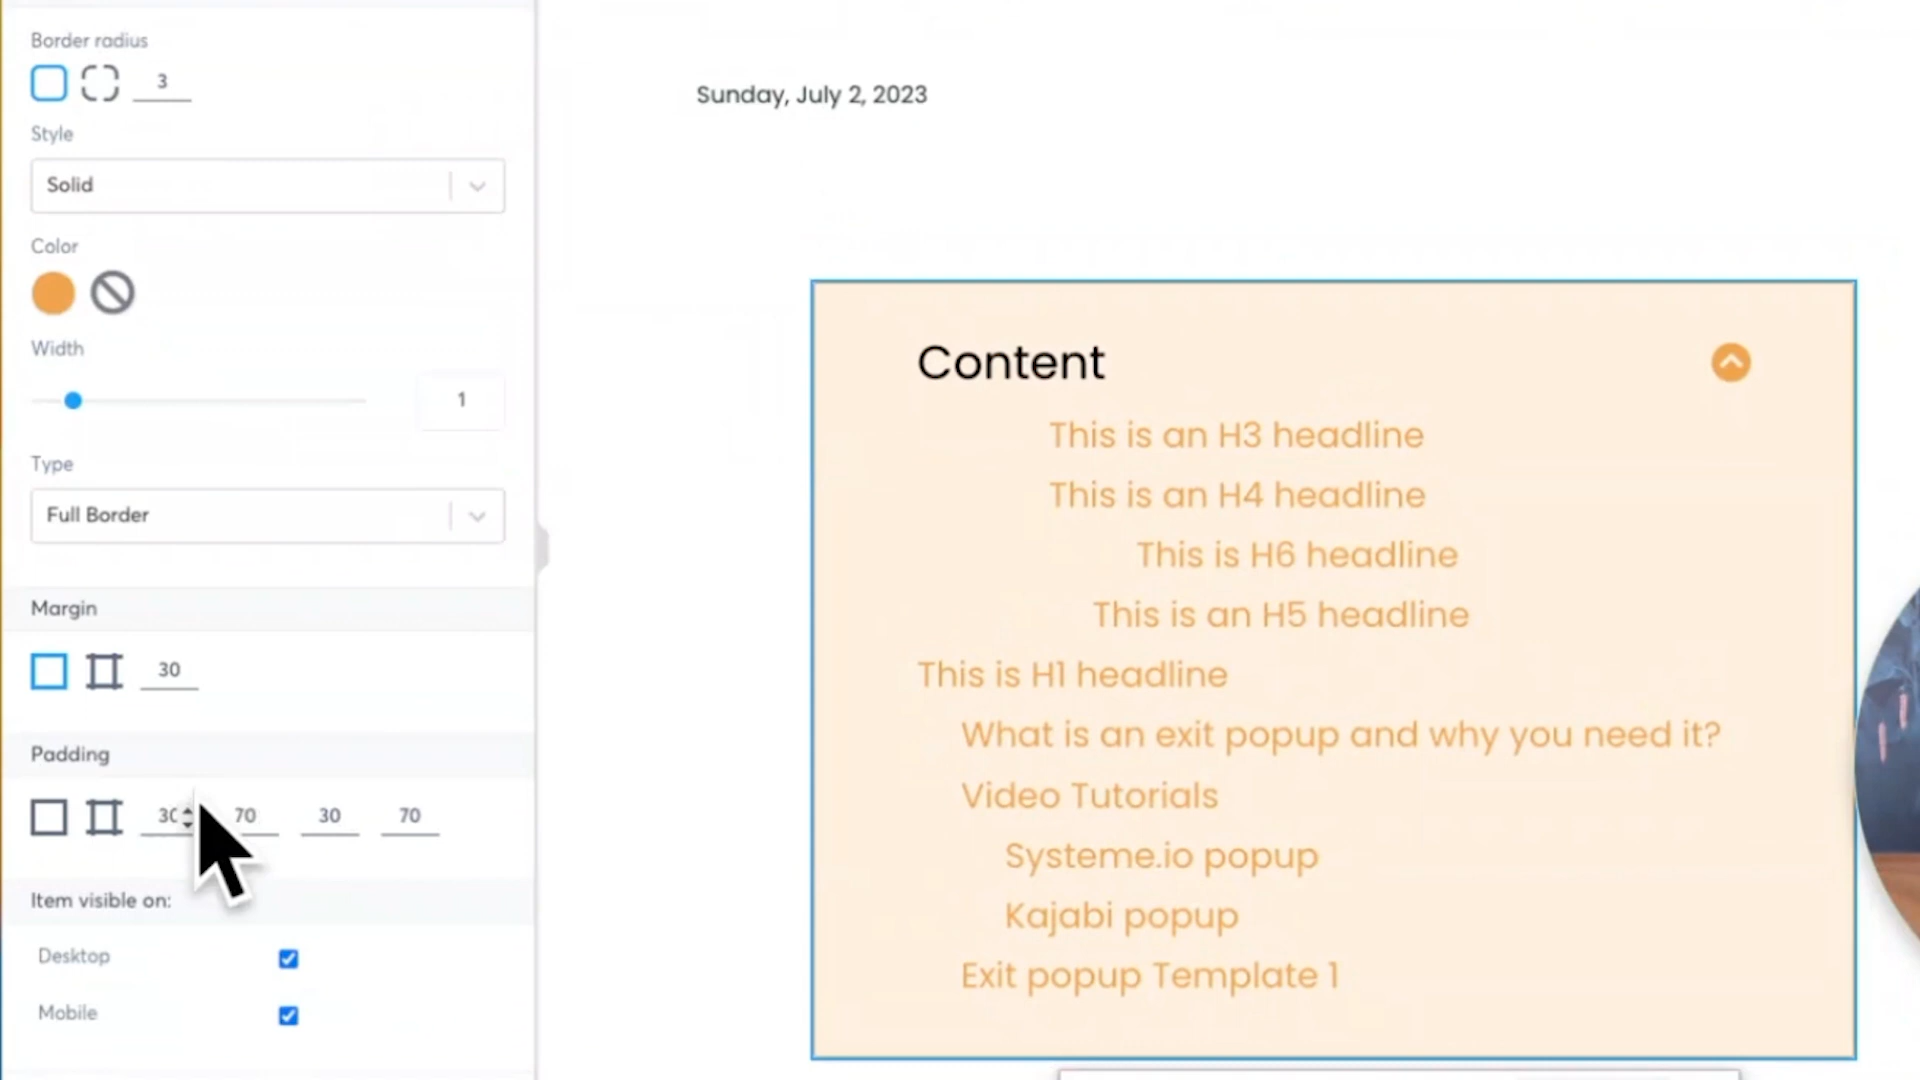 Border radius
3
Style
Solid
Color
Width
1
Type
Full Border
Margin
30
Padding
30 70 30 70
Item visible on:
Desktop
Mobile
Sunday, July 2, 2023
Content
This is an H3 headline
This is an H4 headline
This is H6 headline
This is an H5 headline
This is H1 headline
What is an exit popup and why you need it?
Video Tutorials
Systeme.io popup
Kajabi popup
Exit popup Template 1